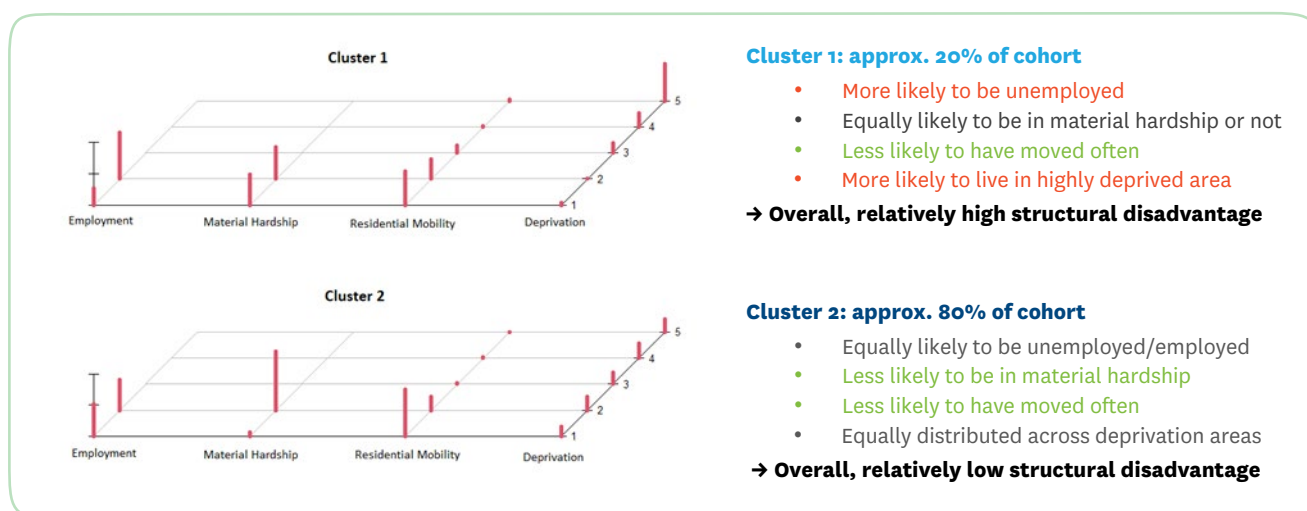 Cluster 1
5
4
3
2
1
Employment
Material Hardship
Residential Mobility
Deprivation
Cluster 1: approx. 20% of cohort
• More likely to be unemployed
• Equally likely to be in material hardship or not
• Less likely to have moved often
• More likely to live in highly deprived area
→ Overall, relatively high structural disadvantage
Cluster 2
5
4
3
2
1
Employment
Material Hardship
Residential Mobility
Deprivation
Cluster 2: approx. 80% of cohort
• Equally likely to be unemployed/employed
• Less likely to be in material hardship
• Less likely to have moved often
• Equally distributed across deprivation areas
→ Overall, relatively low structural disadvantage